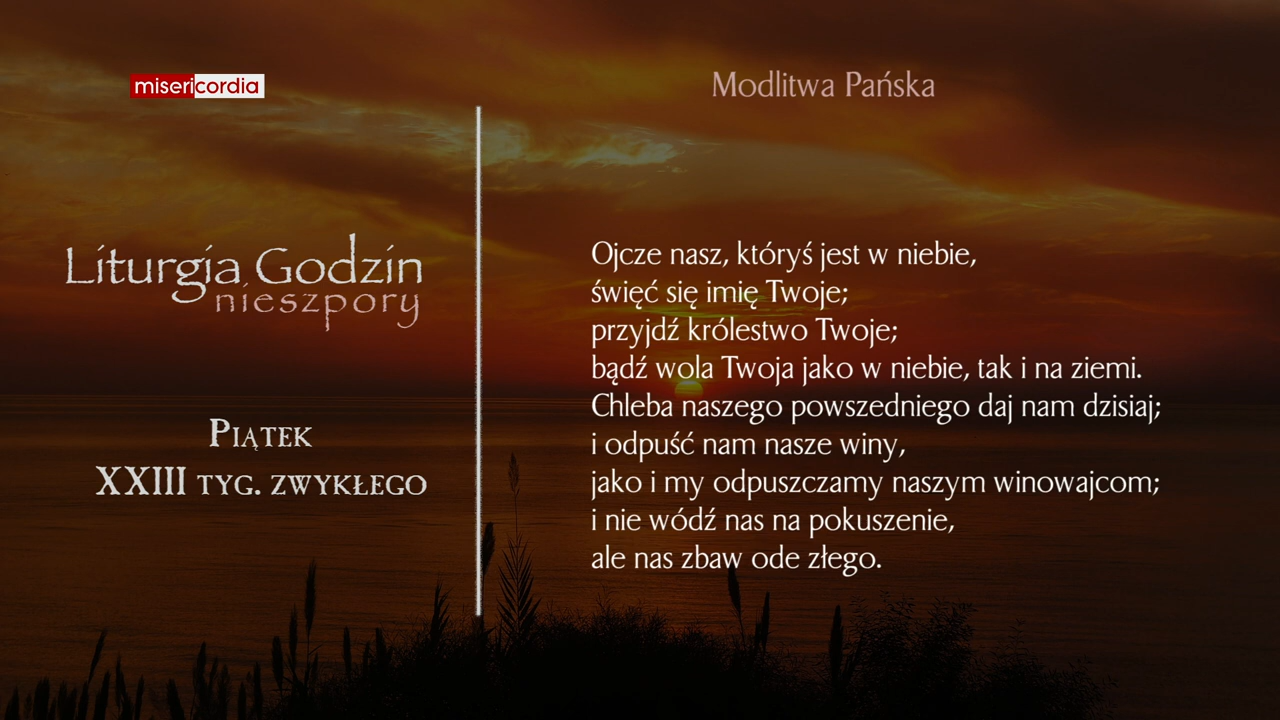 misericordia
Liturgia Godzin
nieszpory
Piątek
XXIII tyg. zwykłego
Modlitwa Pańska
Ojcze nasz, któryś jest w niebie,
święć się imię Twoje;
przyjdź królestwo Twoje;
bądź wola Twoja jako w niebie, tak i na ziemi.
Chleba naszego powszedniego daj nam dzisiaj;
i odpuść nam nasze winy,
jako i my odpuszczamy naszym winowajcom;
i nie wódź nas na pokuszenie,
ale nas zbaw ode złego.